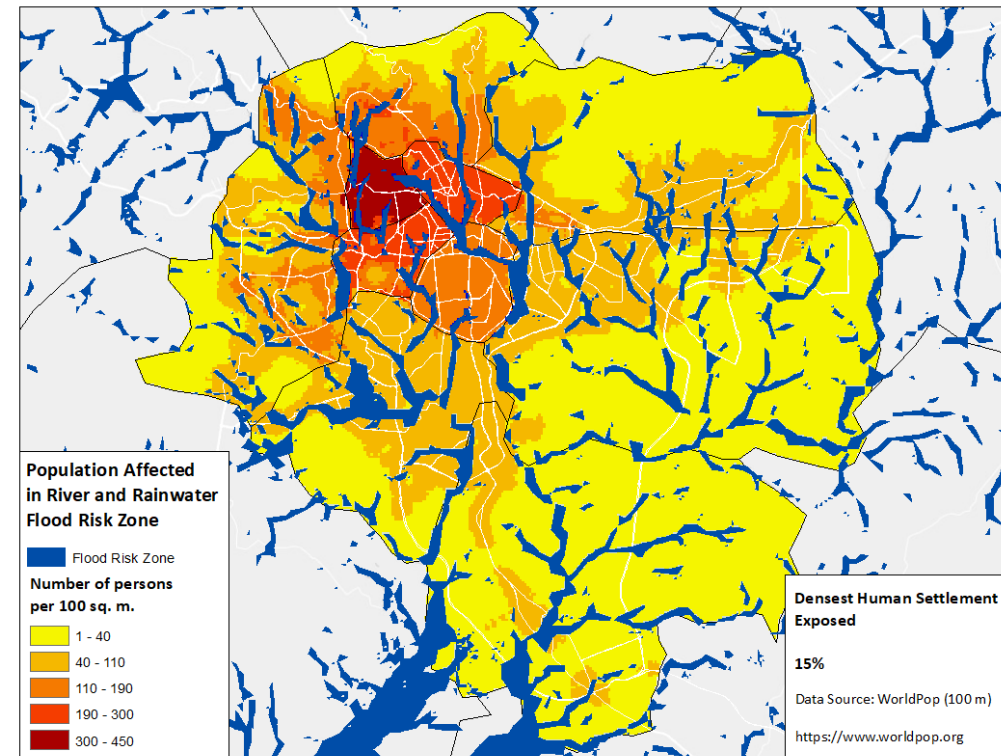 Population Affected
in River and Rainwater
Flood Risk Zone
Flood Risk Zone
Number of persons
per 100 sq. m.
1 - 40
40 - 110
110 - 190
190 - 300
300 - 450
Densest Human Settlement
Exposed
15%
Data Source: WorldPop (100 m)
https://www.worldpop.org